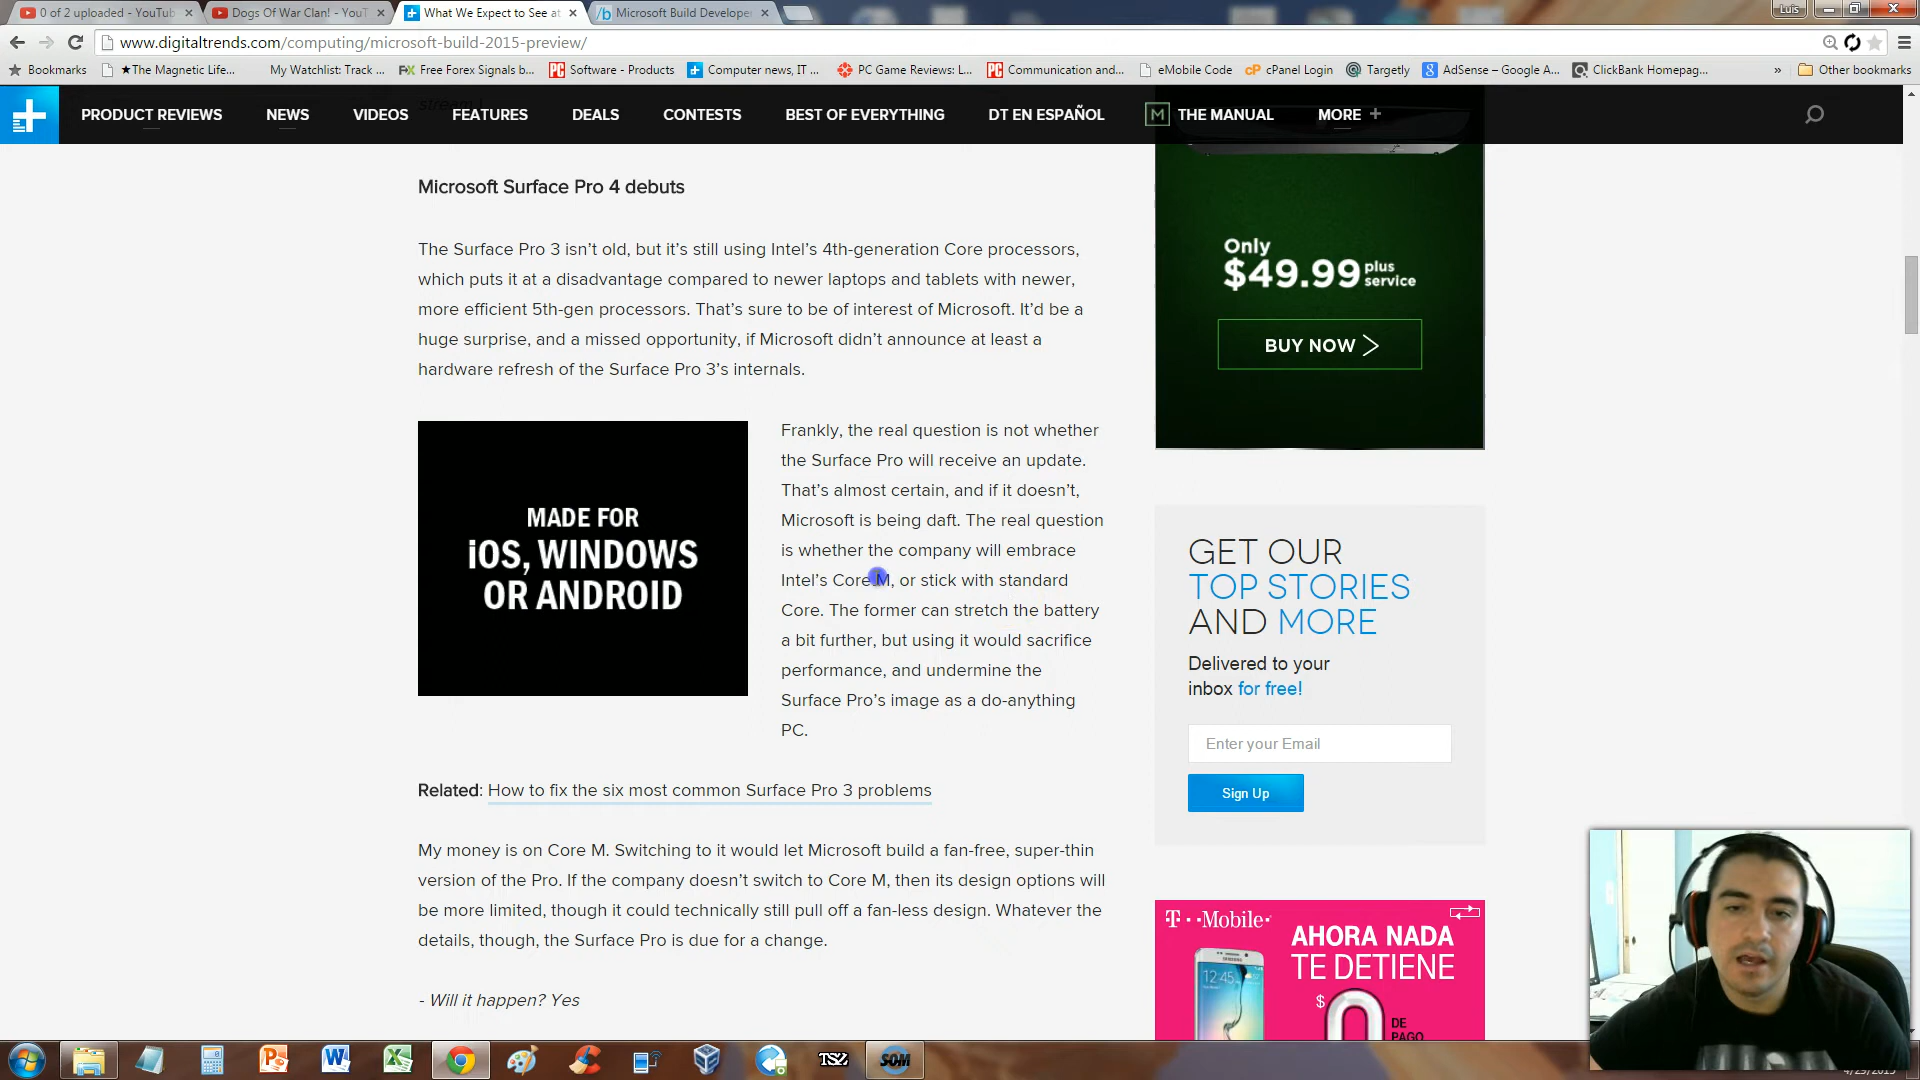 0 of 2 uploaded - YouTub
Dogs Of War Clan! - YouT
What We Expect to See at
Microsoft Build Develope
Luis
www.digitaltrends.com/computing/microsoft-build-2015-preview/
Bookmarks
★The Magnetic Life...
My Watchlist: Track ...
Free Forex Signals b...
Software - Products
Computer news, IT ...
PC Game Reviews: L...
Communication and...
eMobile Code
cPanel Login
Targetly
AdSense – Google A...
ClickBank Homepag...
»
Other bookmarks
PRODUCT REVIEWS
NEWS
VIDEOS
FEATURES
DEALS
CONTESTS
BEST OF EVERYTHING
DT EN ESPAÑOL
M THE MANUAL
MORE +
Microsoft Surface Pro 4 debuts
The Surface Pro 3 isn’t old, but it’s still using Intel’s 4th-generation Core processors,
which puts it at a disadvantage compared to newer laptops and tablets with newer,
more efficient 5th-gen processors. That’s sure to be of interest of Microsoft. It’d be a
huge surprise, and a missed opportunity, if Microsoft didn’t announce at least a
hardware refresh of the Surface Pro 3’s internals.
MADE FOR
iOS, WINDOWS
OR ANDROID
Frankly, the real question is not whether
the Surface Pro will receive an update.
That’s almost certain, and if it doesn’t,
Microsoft is being daft. The real question
is whether the company will embrace
Intel’s Core M, or stick with standard
Core. The former can stretch the battery
a bit further, but using it would sacrifice
performance, and undermine the
Surface Pro’s image as a do-anything
PC.
Related: How to fix the six most common Surface Pro 3 problems
My money is on Core M. Switching to it would let Microsoft build a fan-free, super-thin
version of the Pro. If the company doesn’t switch to Core M, then its design options will
be more limited, though it could technically still pull off a fan-less design. Whatever the
details, though, the Surface Pro is due for a change.
- Will it happen? Yes
Only
$49.99 plus service
BUY NOW
GET OUR
TOP STORIES
AND MORE
Delivered to your
inbox for free!
Enter your Email
Sign Up
T··Mobile·
AHORA NADA
TE DETIENE
12:45
$0
DE
PAGO
TSZ
SOM
4/29/2015